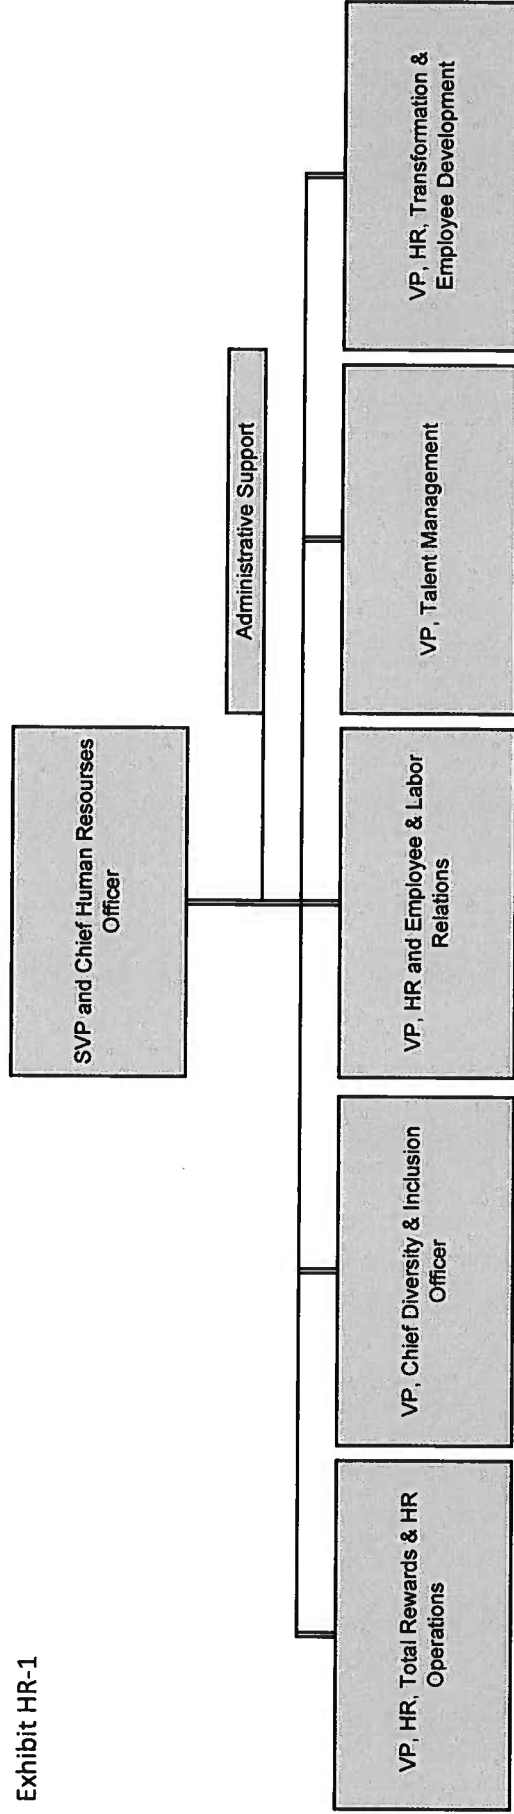 Exhibit HR-1
SVP and Chief Human Resourses
Officer
Administrative Support
VP, HR, Total Rewards & HR
Operations
VP, Chief Diversity & Inclusion
Officer
VP, HR and Employee & Labor
Relations
VP, Talent Management
VP, HR, Transformation &
Employee Development